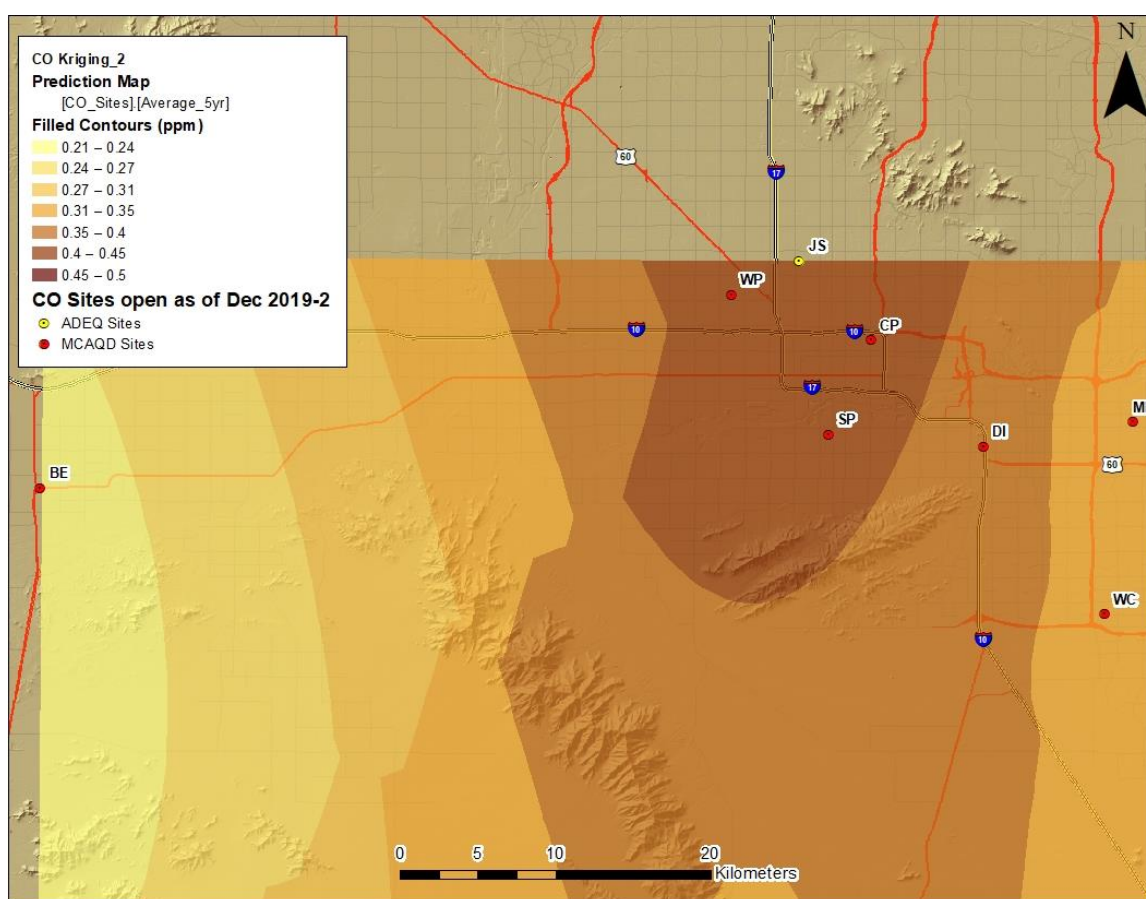 CO Kriging_2
Prediction Map
[CO_Sites].[Average_5yr]
Filled Contours (ppm)
0.21 – 0.24
0.24 – 0.27
0.27 – 0.31
0.31 – 0.35
0.35 – 0.4
0.4 – 0.45
0.45 – 0.5
CO Sites open as of Dec 2019-2
ADEQ Sites
MCAQD Sites
N
60
17
JS
WP
10
10
CP
17
SP
DI
M
60
BE
WC
10
0 5 10 20
Kilometers